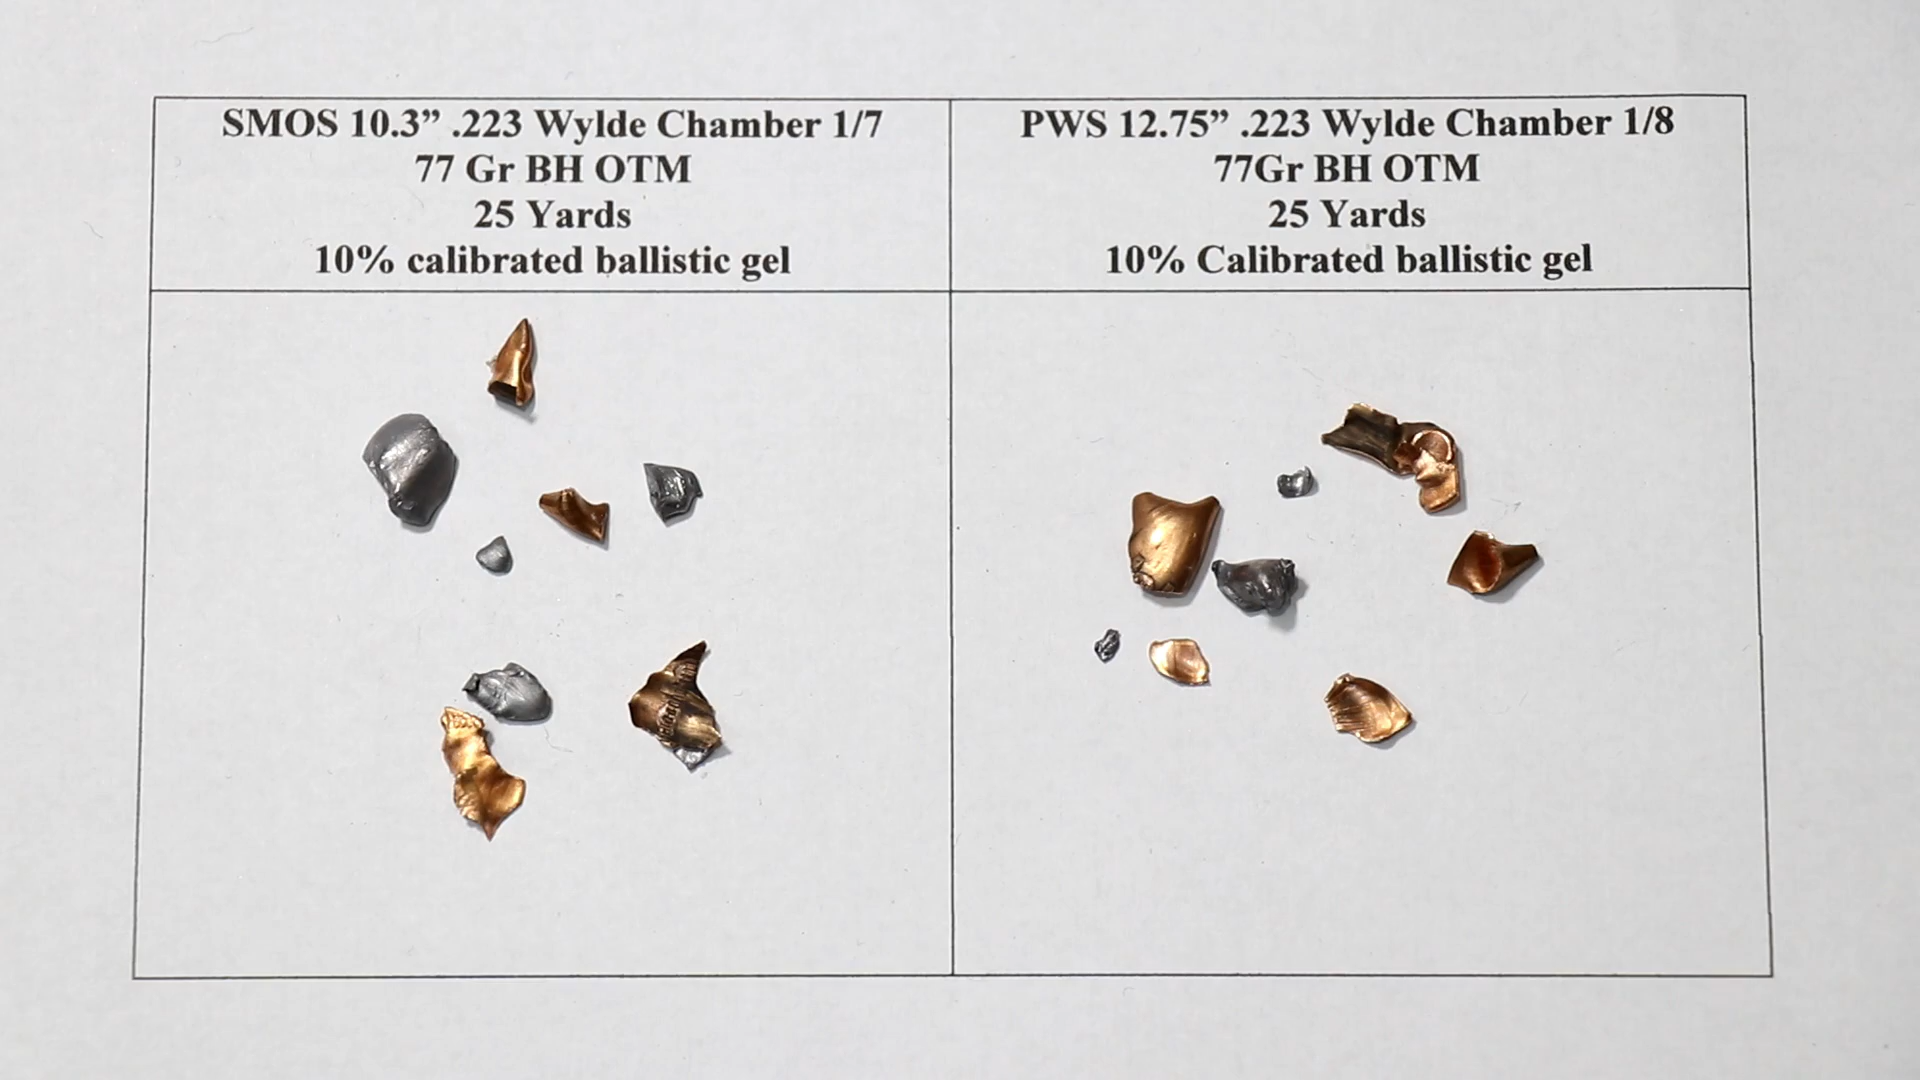 SMOS 10.3” .223 Wylde Chamber 1/7
77 Gr BH OTM
25 Yards
10% calibrated ballistic gel
PWS 12.75” .223 Wylde Chamber 1/8
77Gr BH OTM
25 Yards
10% Calibrated ballistic gel